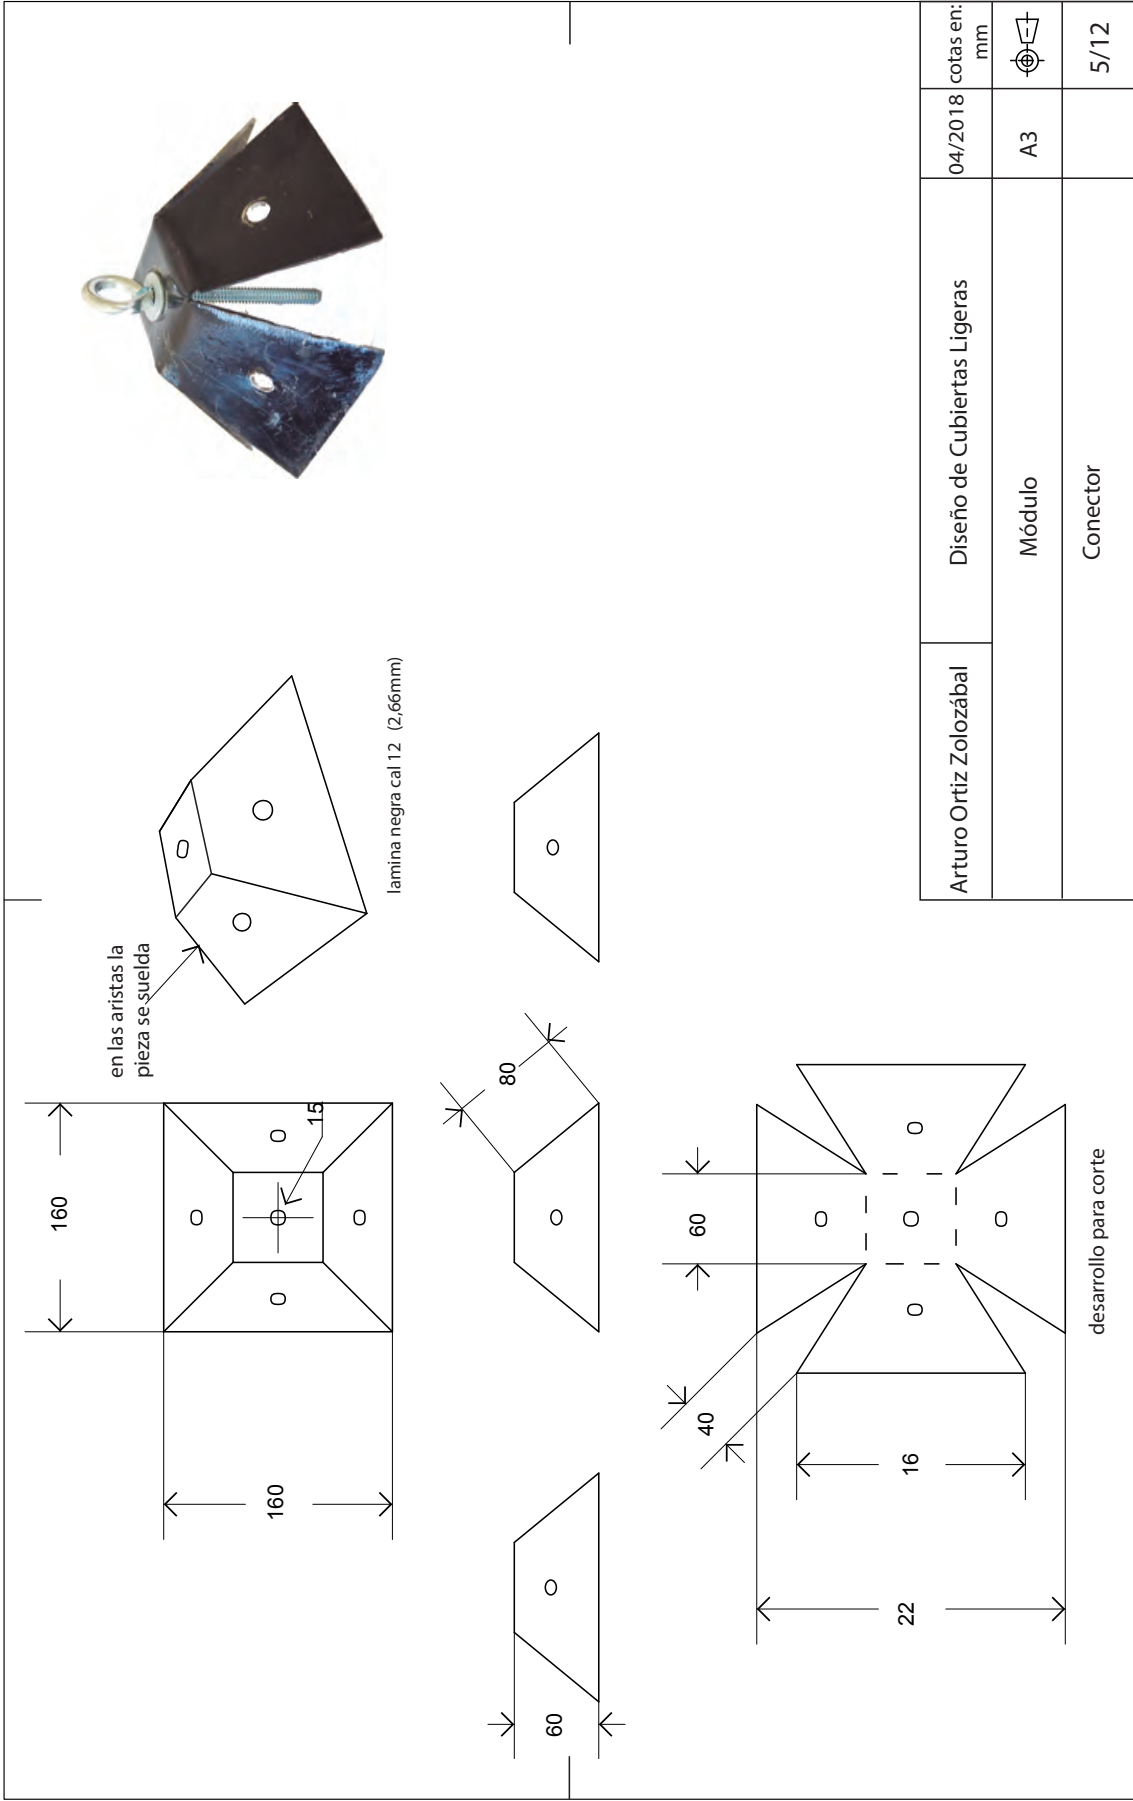 160
160
15
en las aristas la
pieza se suelda
lamina negra cal 12 (2,66mm)
60
80
22
16
40
60
desarrollo para corte
Arturo Ortiz Zolozábal
Diseño de Cubiertas Ligeras
04/2018
cotas en:
mm
Módulo
A3
Conector
5/12